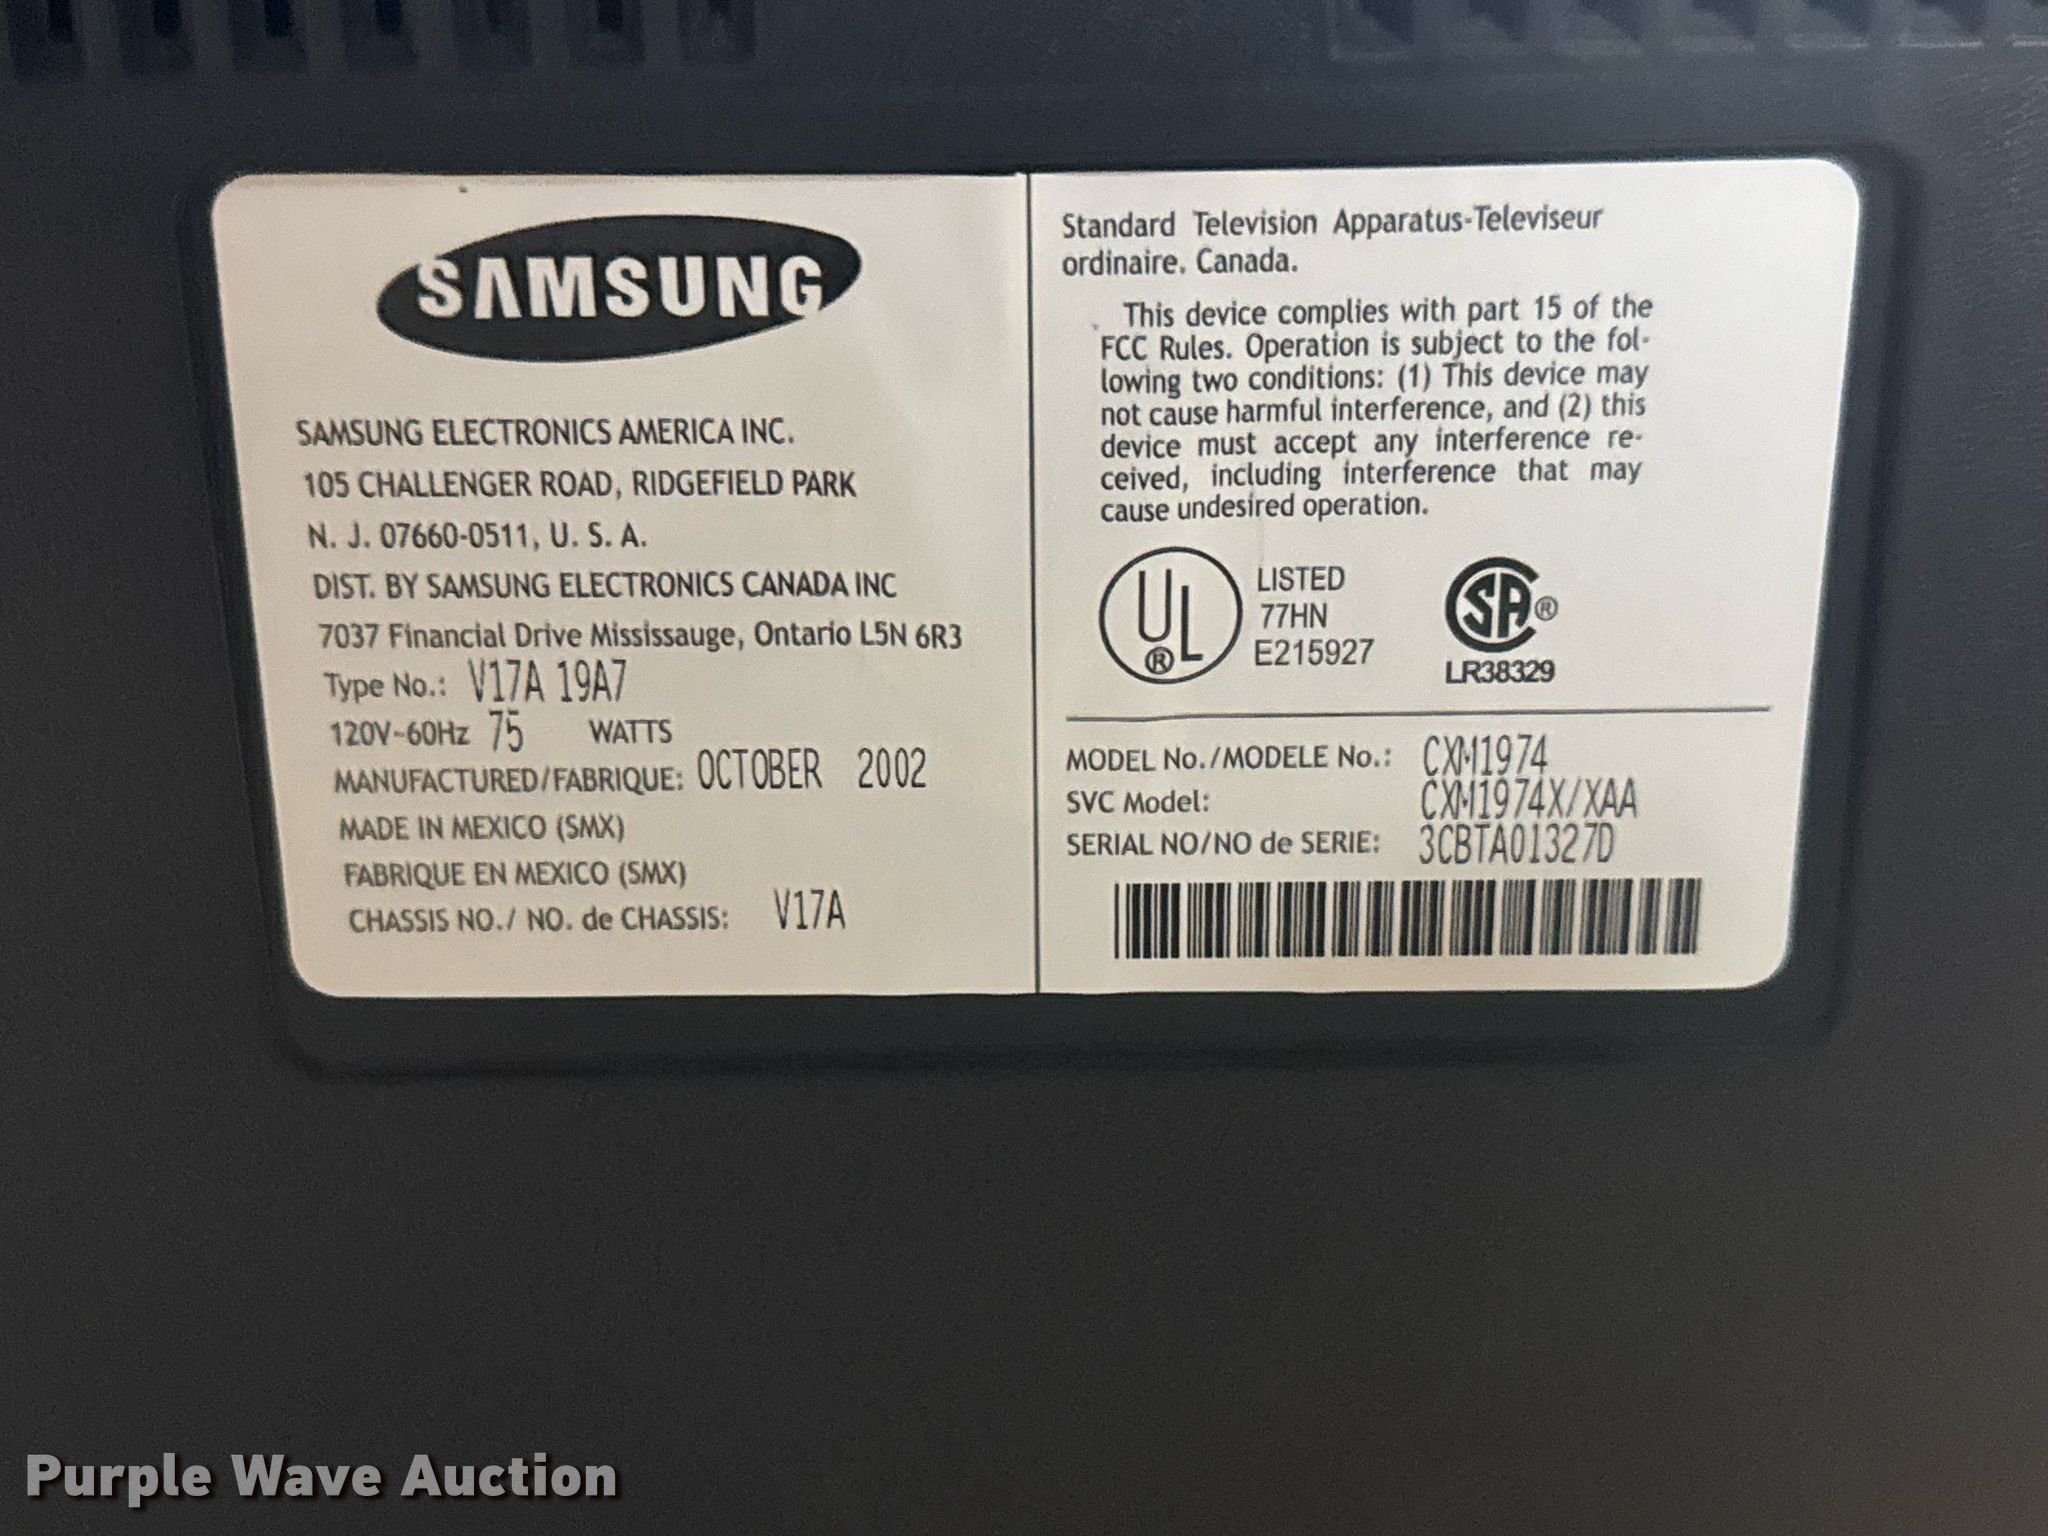 SAMSUNG
SAMSUNG ELECTRONICS AMERICA INC.
105 CHALLENGER ROAD, RIDGEFIELD PARK
N. J. 07660-0511, U. S. A.
DIST. BY SAMSUNG ELECTRONICS CANADA INC
7037 Financial Drive Mississauge, Ontario L5N 6R3
Type No.: V17A 19A7
120V~60Hz 75 WATTS
MANUFACTURED/FABRIQUE: OCTOBER 2002
MADE IN MEXICO (SMX)
FABRIQUE EN MEXICO (SMX)
CHASSIS NO./ NO. de CHASSIS: V17A
Standard Television Apparatus-Televiseur
ordinaire. Canada.
This device complies with part 15 of the
FCC Rules. Operation is subject to the fol-
lowing two conditions: (1) This device may
not cause harmful interference, and (2) this
device must accept any interference re-
ceived, including interference that may
cause undesired operation.
UL ®
LISTED
77HN
E215927
SA ®
LR38329
MODEL No./MODELE No.: CXM1974
SVC Model: CXM1974X/XAA
SERIAL NO/NO de SERIE: 3CBTA01327D
Purple Wave Auction